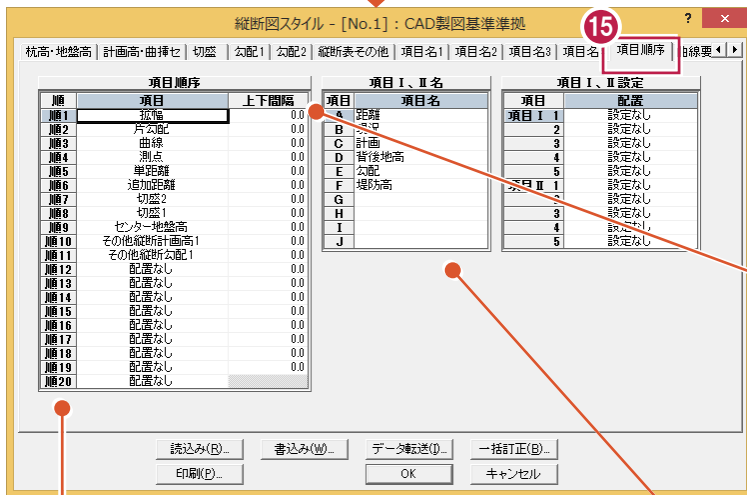 縦断図スタイル - [No.1]：CAD製図基準準拠 ? ×
15
杭高・地盤高 計画高・曲挿セ 切盛 勾配1 勾配2 縦断表その他 項目名1 項目名2 項目名3 項目名 項目順序 曲線要
項目順序
順 項目 上下間隔
順1 拡幅 0.0
順2 片勾配 0.0
順3 曲線 0.0
順4 測点 0.0
順5 単距離 0.0
順6 追加距離 0.0
順7 切盛2 0.0
順8 切盛1 0.0
順9 センター地盤高 0.0
順10 その他縦断計画高1 0.0
順11 その他縦断勾配1 0.0
順12 配置なし 0.0
順13 配置なし 0.0
順14 配置なし 0.0
順15 配置なし 0.0
順16 配置なし 0.0
順17 配置なし 0.0
順18 配置なし 0.0
順19 配置なし 0.0
順20 配置なし
項目Ⅰ、Ⅱ名
項目 項目名
A 距離
B 現況
C 計画
D 背後地高
E 勾配
F 堤防高
G
H
I
J
項目Ⅰ、Ⅱ設定
項目 配置
項目Ⅰ 1 設定なし
2 設定なし
3 設定なし
4 設定なし
5 設定なし
項目Ⅱ 1 設定なし
設定なし
3 設定なし
4 設定なし
5 設定なし
読込み(R)... 書込み(W)... データ転送(I)... 一括訂正(B)...
印刷(P)... OK キャンセル